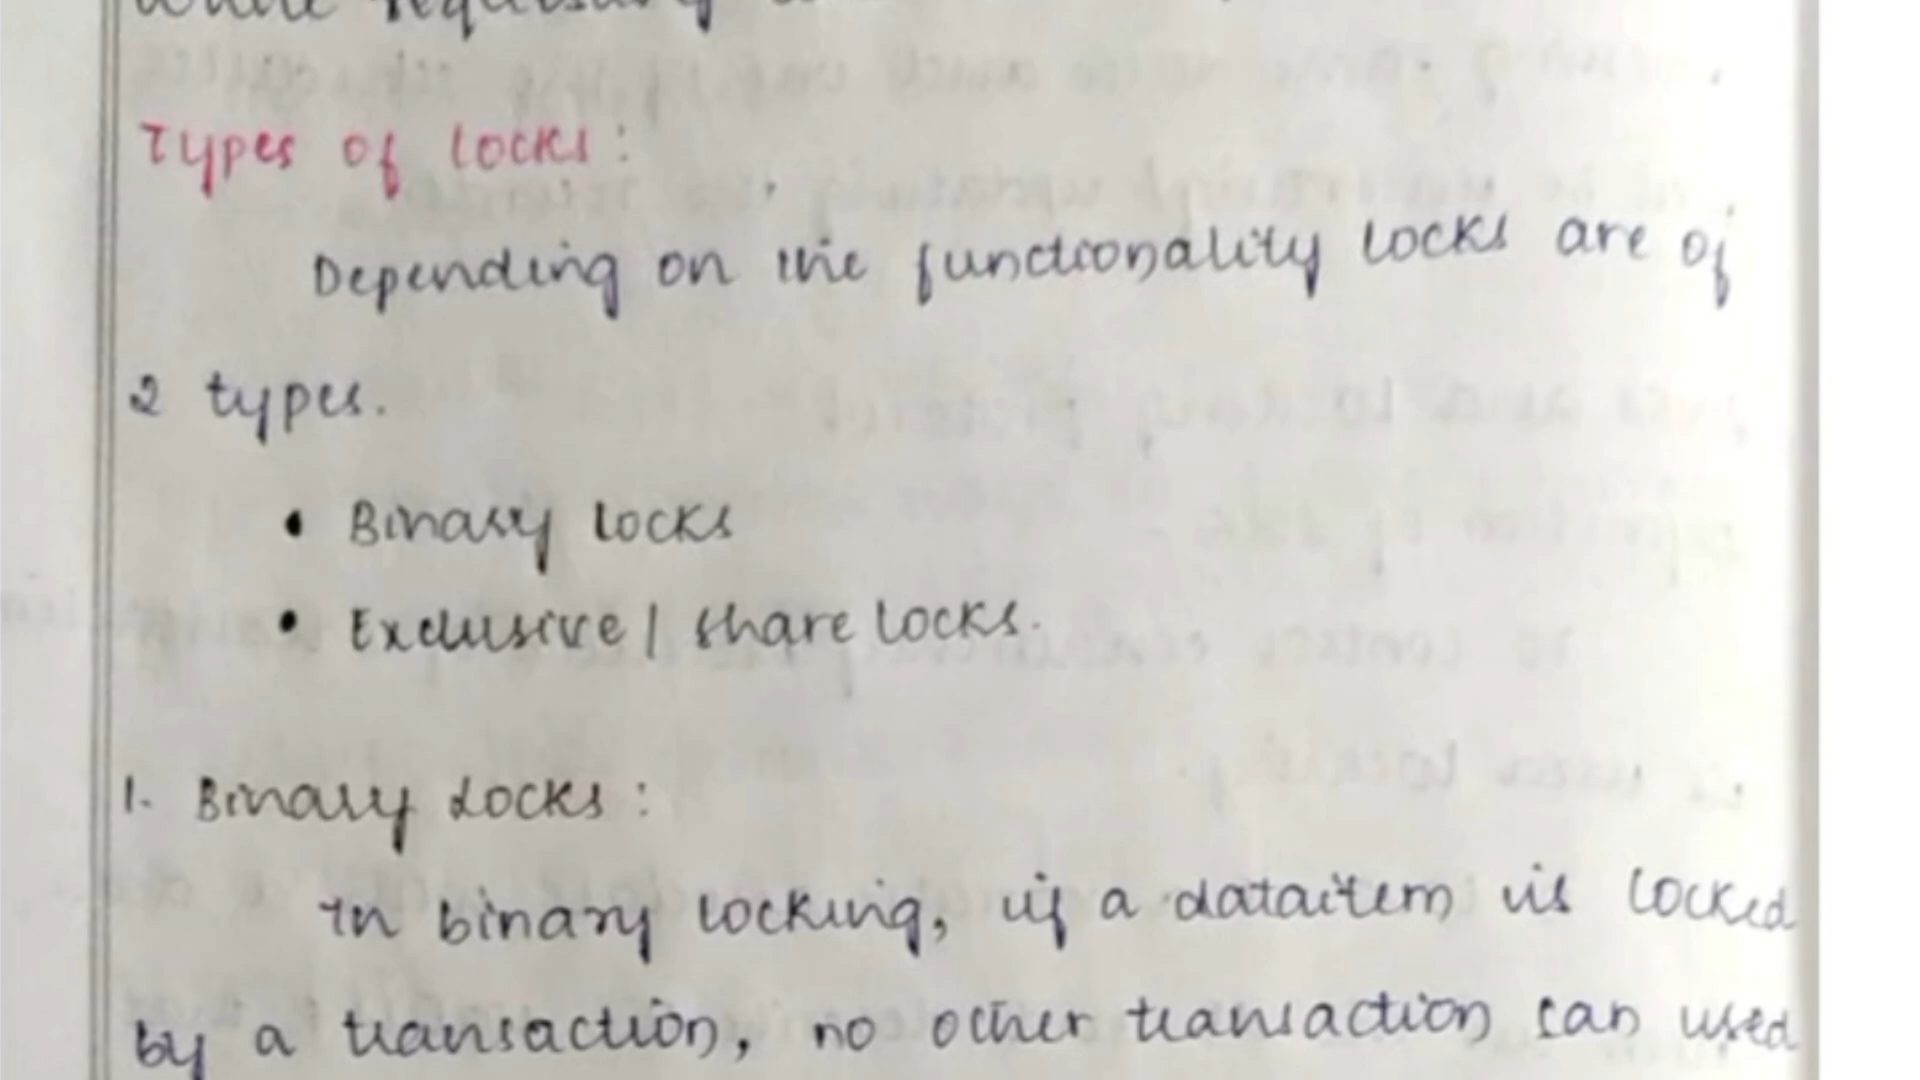 Types of locks:
Depending on the functionality locks are of
2 types.
• Binary locks
• Exclusive / share locks.
1. Binary Locks:
In binary locking, if a dataitem is locked
by a transaction, no other transaction can used